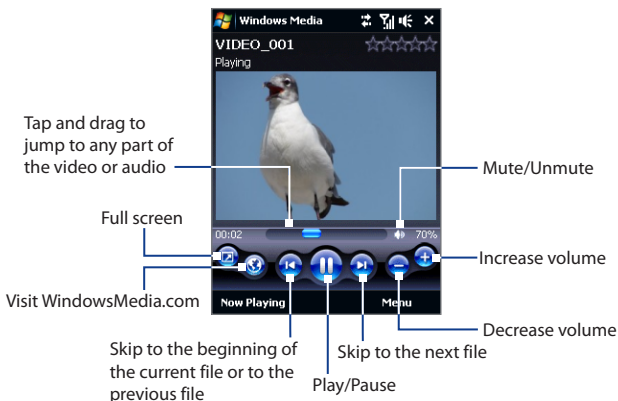 Windows Media
VIDEO_001
Playing
Tap and drag to
jump to any part of
the video or audio
Mute/Unmute
Full screen
00:02
70%
Increase volume
Visit WindowsMedia.com
Now Playing
Menu
Decrease volume
Skip to the beginning of
the current file or to the
previous file
Skip to the next file
Play/Pause